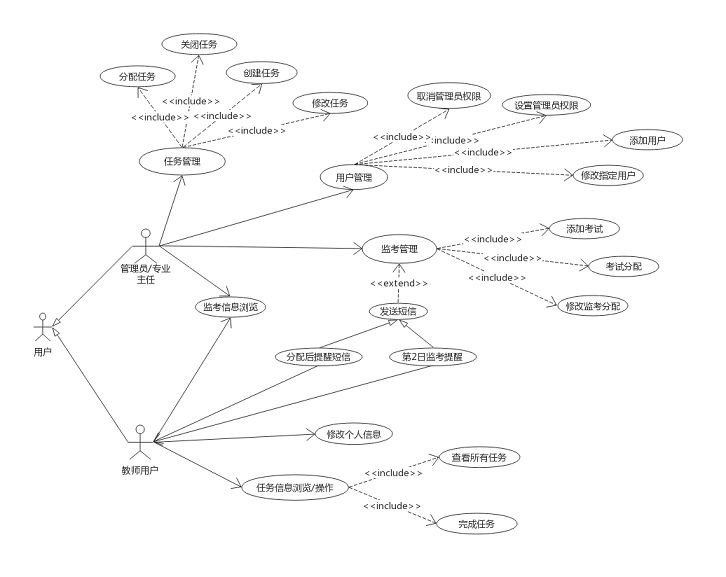 关闭任务
分配任务
创建任务
修改任务
取消管理员权限
设置管理员权限
<<include>>
<<include>>
<<include>>
<<include>>
<<include>>
include>>
<<include>>
<<include>>
添加用户
任务管理
用户管理
修改指定用户
添加考试
管理员/专业
主任
监考管理
<<include>>
<<include>>
<<include>>
考试分配
<<extend>>
监考信息浏览
发送短信
修改监考分配
用户
分配后提醒短信
第2日监考提醒
教师用户
修改个人信息
查看所有任务
<<include>>
任务信息浏览/操作
<<include>>
完成任务